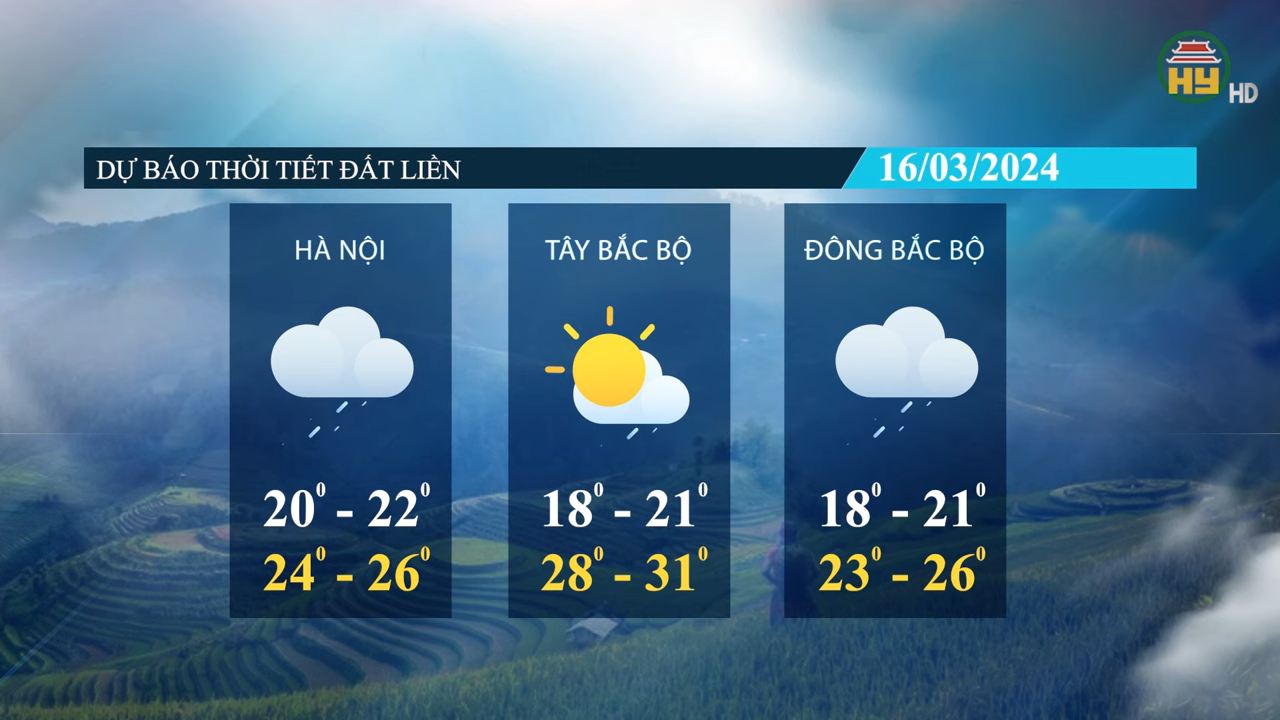 HY HD
DỰ BÁO THỜI TIẾT ĐẤT LIỀN
16/03/2024
HÀ NỘI
20⁰ - 22⁰
24⁰ - 26⁰
TÂY BẮC BỘ
18⁰ - 21⁰
28⁰ - 31⁰
ĐÔNG BẮC BỘ
18⁰ - 21⁰
23⁰ - 26⁰